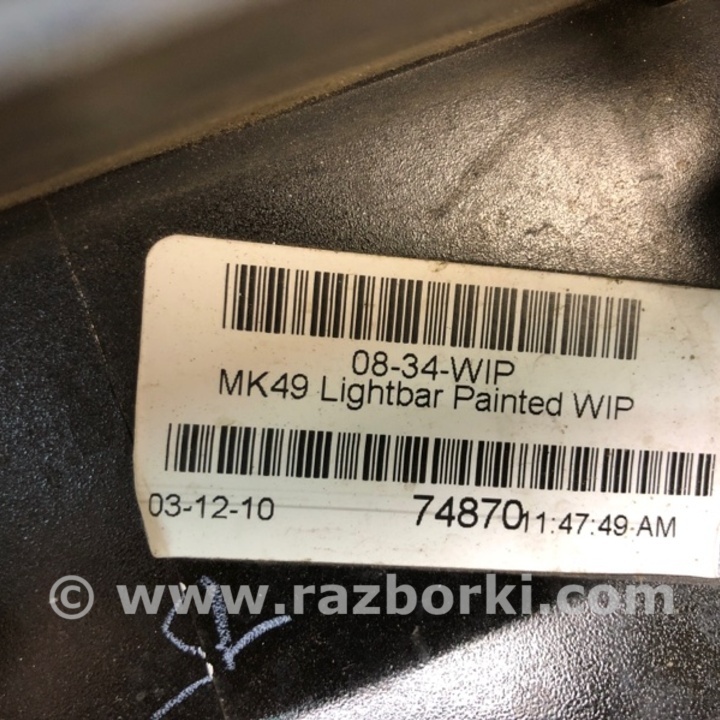 08-34-WIP
MK49 Lightbar Painted WIP
03-12-10 74870 11:47:49 AM
© www.razborki.com